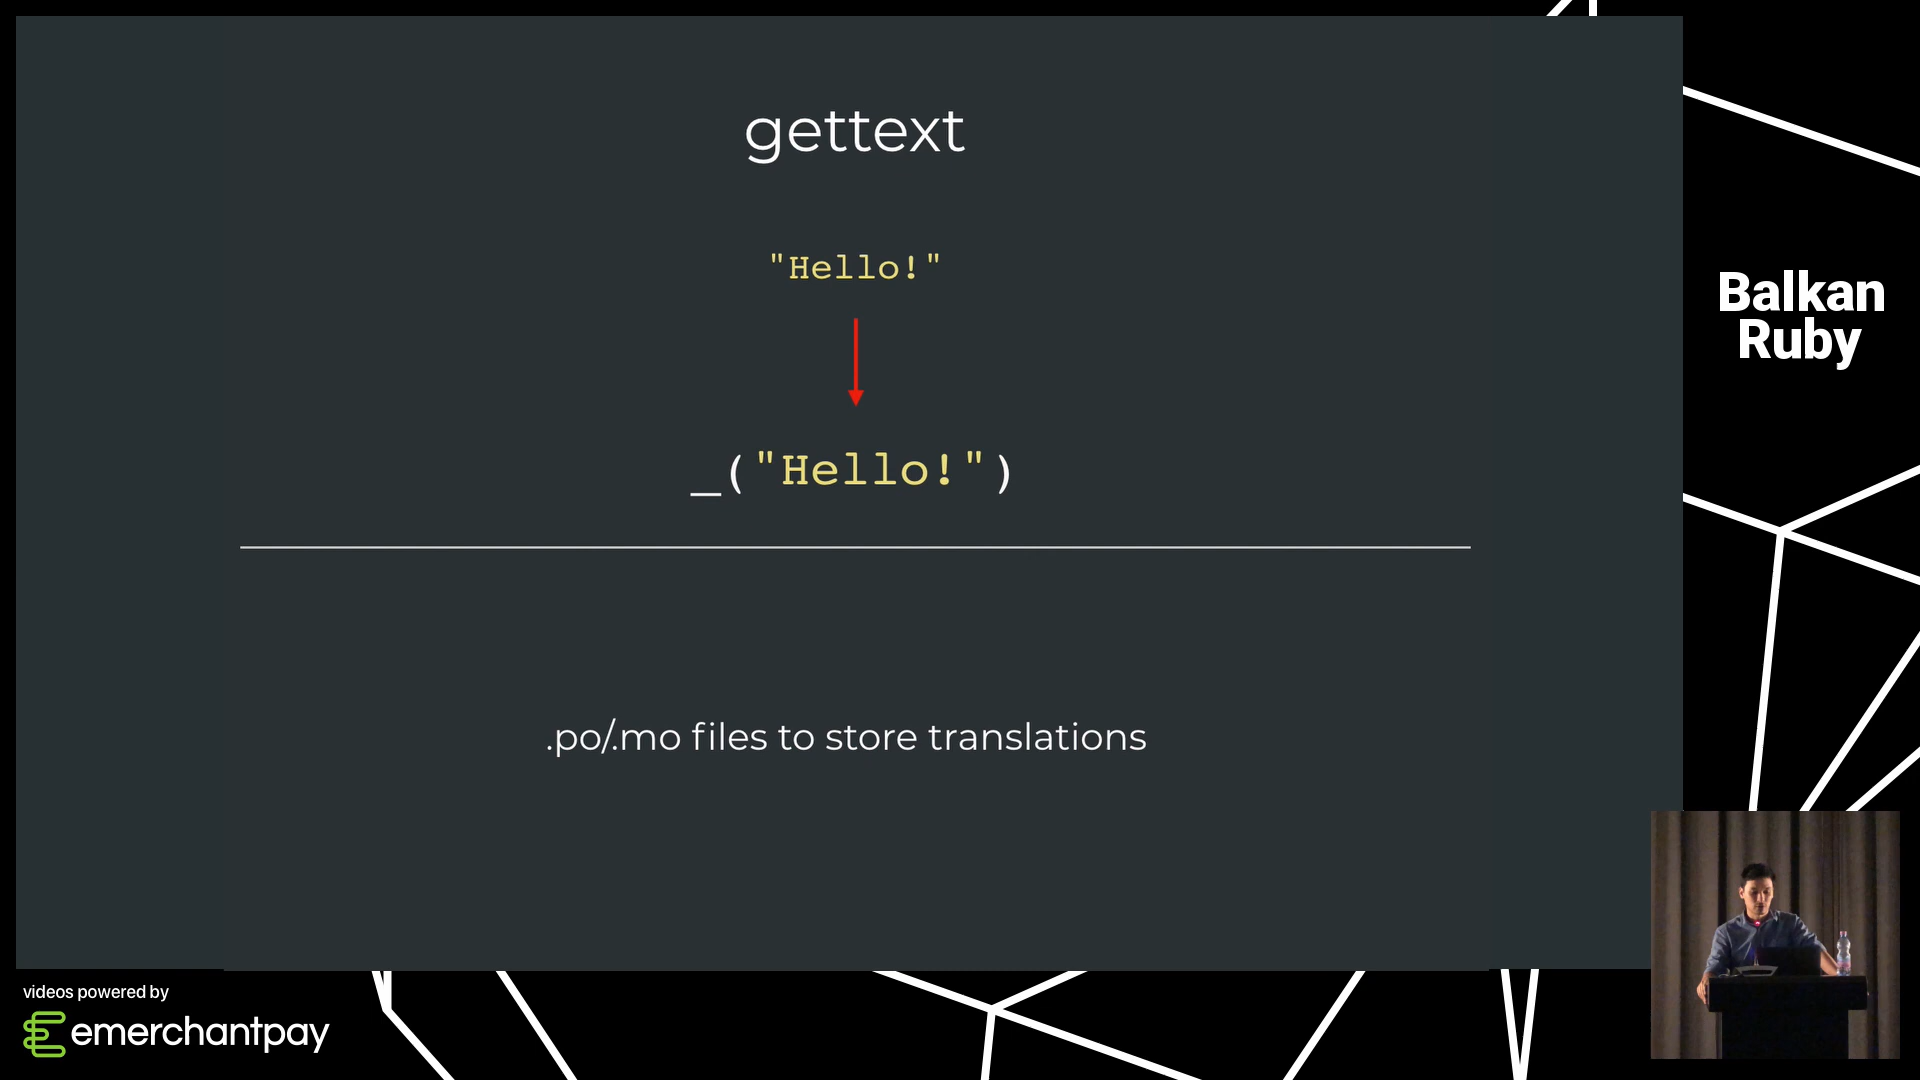 gettext
"Hello!"
_("Hello!")
.po/.mo files to store translations
Balkan
Ruby
videos powered by
emerchantpay